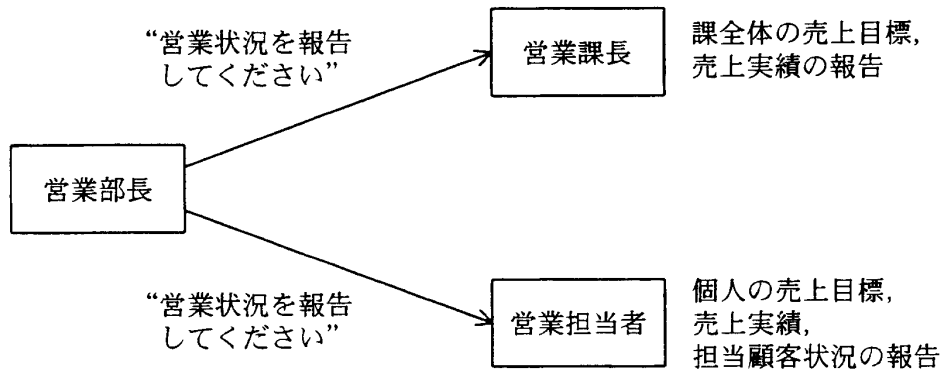 “営業状況を報告
してください”
営業課長
課全体の売上目標,
売上実績の報告
営業部長
“営業状況を報告
してください”
営業担当者
個人の売上目標,
売上実績,
担当顧客状況の報告